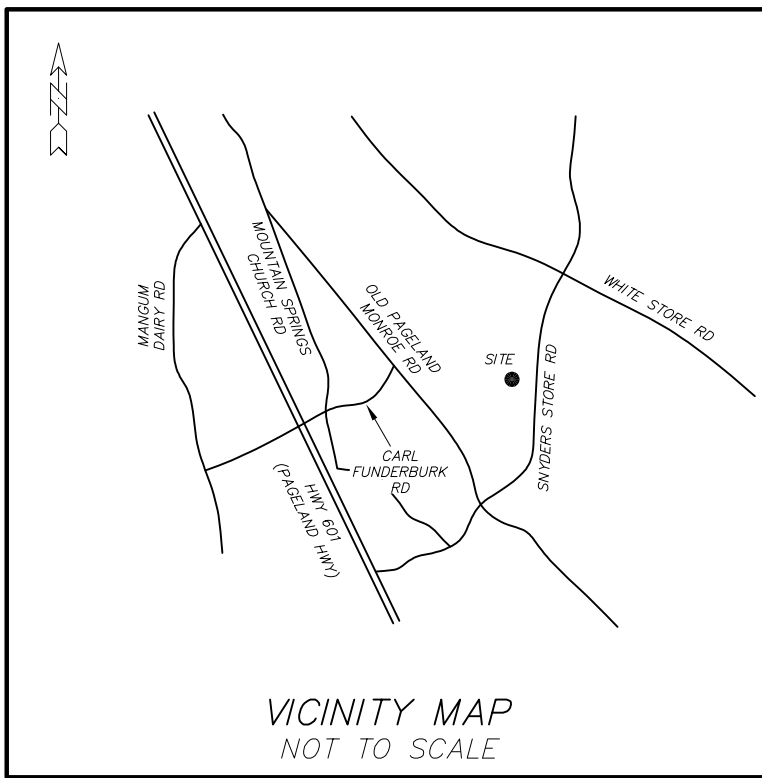 N
MOUNTAIN SPRINGS
CHURCH RD
MANGUM
DAIRY RD
OLD PAGELAND
MONROE RD
WHITE STORE RD
SITE
SNYDERS STORE RD
CARL
FUNDERBURK
RD
HWY 601
(PAGELAND HWY)
VICINITY MAP
NOT TO SCALE